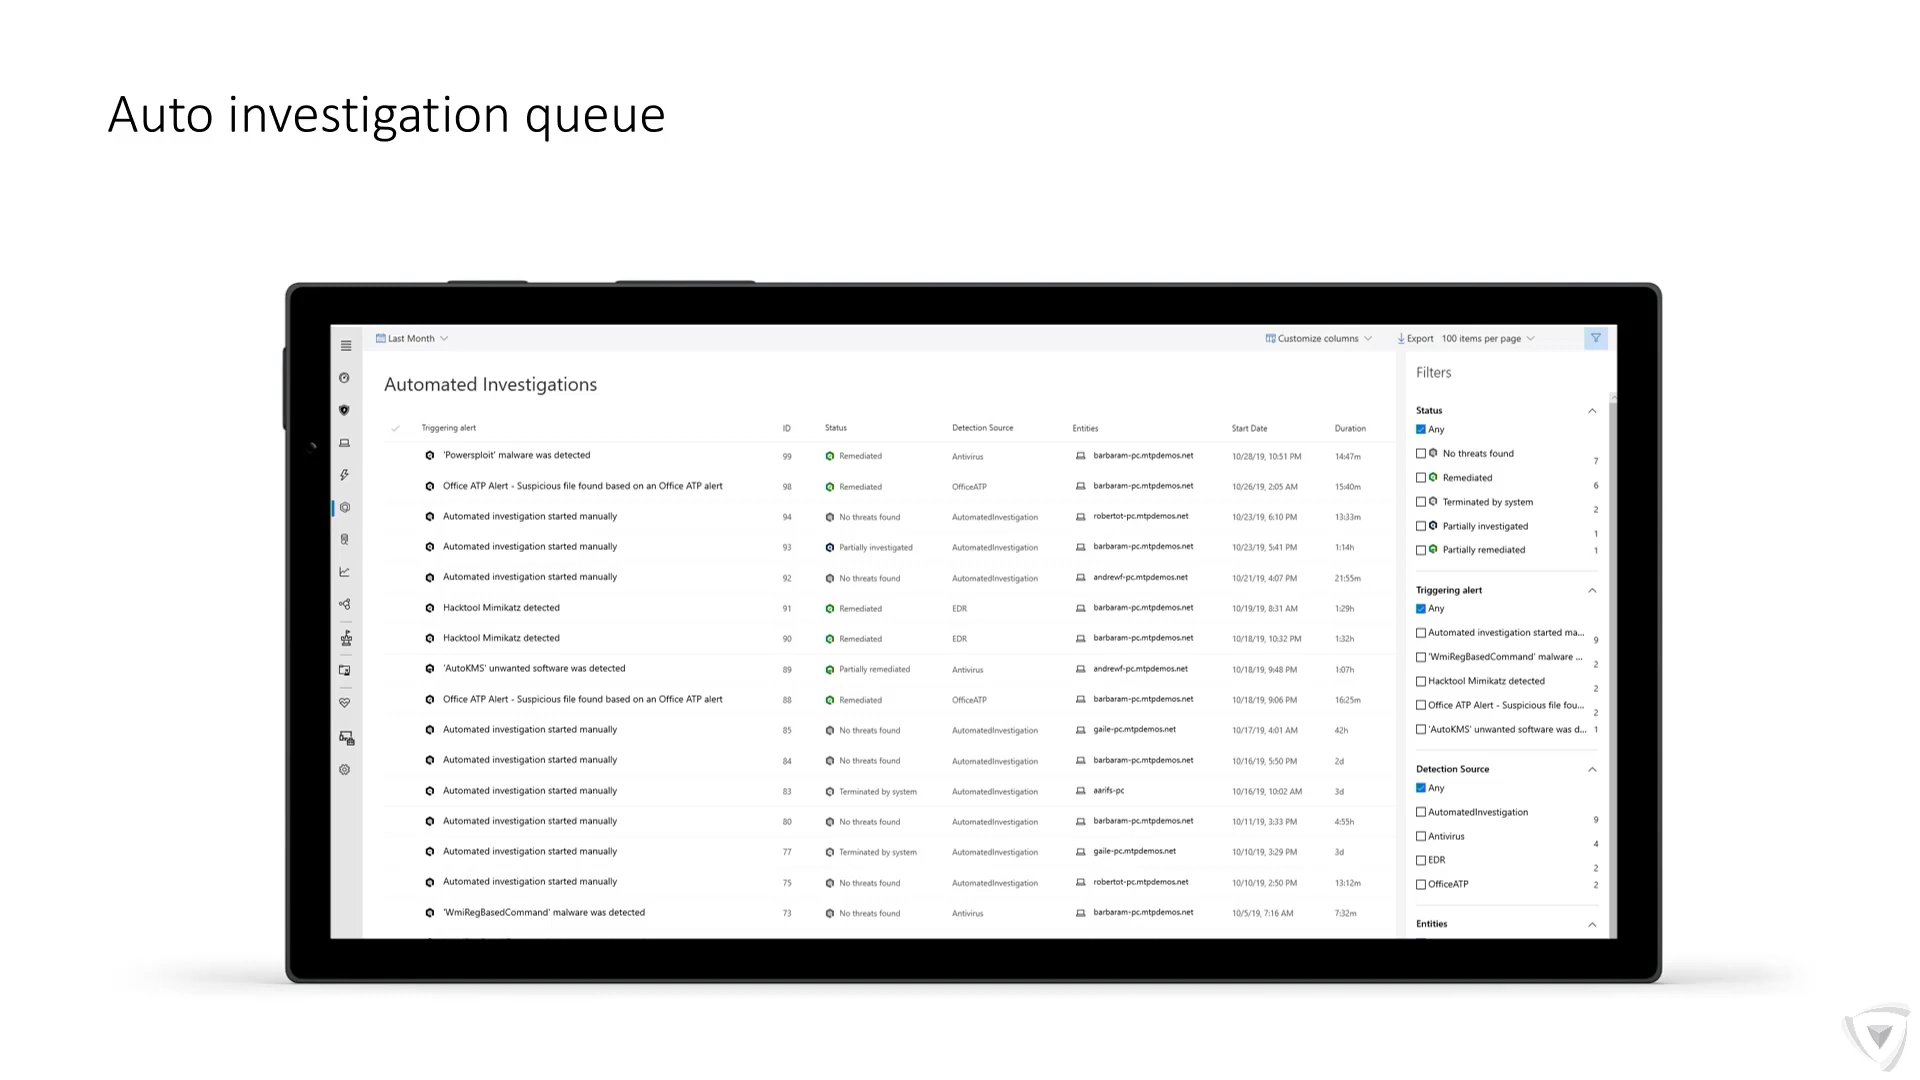 Auto investigation queue
Last Month
Customize columns
Export
100 items per page
Automated Investigations
Triggering alert ID Status Detection Source Entities Start Date Duration
'Powersploit' malware was detected 99 Remediated Antivirus barbaram-pc.mtpdemos.net 10/28/19, 10:51 PM 14:47m
Office ATP Alert - Suspicious file found based on an Office ATP alert 98 Remediated OfficeATP barbaram-pc.mtpdemos.net 10/26/19, 2:05 AM 15:40m
Automated investigation started manually 94 No threats found AutomatedInvestigation robertot-pc.mtpdemos.net 10/23/19, 6:10 PM 13:33m
Automated investigation started manually 93 Partially investigated AutomatedInvestigation barbaram-pc.mtpdemos.net 10/23/19, 5:41 PM 1:14h
Automated investigation started manually 92 No threats found AutomatedInvestigation andrewf-pc.mtpdemos.net 10/21/19, 4:07 PM 21:55m
Hacktool Mimikatz detected 91 Remediated EDR barbaram-pc.mtpdemos.net 10/19/19, 8:31 AM 1:29h
Hacktool Mimikatz detected 90 Remediated EDR barbaram-pc.mtpdemos.net 10/18/19, 10:32 PM 1:32h
'AutoKMS' unwanted software was detected 89 Partially remediated Antivirus andrewf-pc.mtpdemos.net 10/18/19, 9:48 PM 1:07h
Office ATP Alert - Suspicious file found based on an Office ATP alert 88 Remediated OfficeATP barbaram-pc.mtpdemos.net 10/18/19, 9:06 PM 16:25m
Automated investigation started manually 85 No threats found AutomatedInvestigation gaile-pc.mtpdemos.net 10/17/19, 4:01 AM 42h
Automated investigation started manually 84 No threats found AutomatedInvestigation barbaram-pc.mtpdemos.net 10/16/19, 5:50 PM 2d
Automated investigation started manually 83 Terminated by system AutomatedInvestigation aarifs-pc 10/16/19, 10:02 AM 3d
Automated investigation started manually 80 No threats found AutomatedInvestigation barbaram-pc.mtpdemos.net 10/11/19, 3:33 PM 4:55h
Automated investigation started manually 77 Terminated by system AutomatedInvestigation gaile-pc.mtpdemos.net 10/10/19, 3:29 PM 3d
Automated investigation started manually 75 No threats found AutomatedInvestigation robertot-pc.mtpdemos.net 10/10/19, 2:50 PM 13:12m
'WmiRegBasedCommand' malware was detected 73 No threats found Antivirus barbaram-pc.mtpdemos.net 10/5/19, 7:16 AM 7:32m
Filters
Status
Any
No threats found 7
Remediated 6
Terminated by system 2
Partially investigated 1
Partially remediated 1
Triggering alert
Any
Automated investigation started ma... 9
'WmiRegBasedCommand' malware ... 2
Hacktool Mimikatz detected 2
Office ATP Alert - Suspicious file fou... 2
'AutoKMS' unwanted software was d... 1
Detection Source
Any
AutomatedInvestigation 9
Antivirus 4
EDR 2
OfficeATP 2
Entities